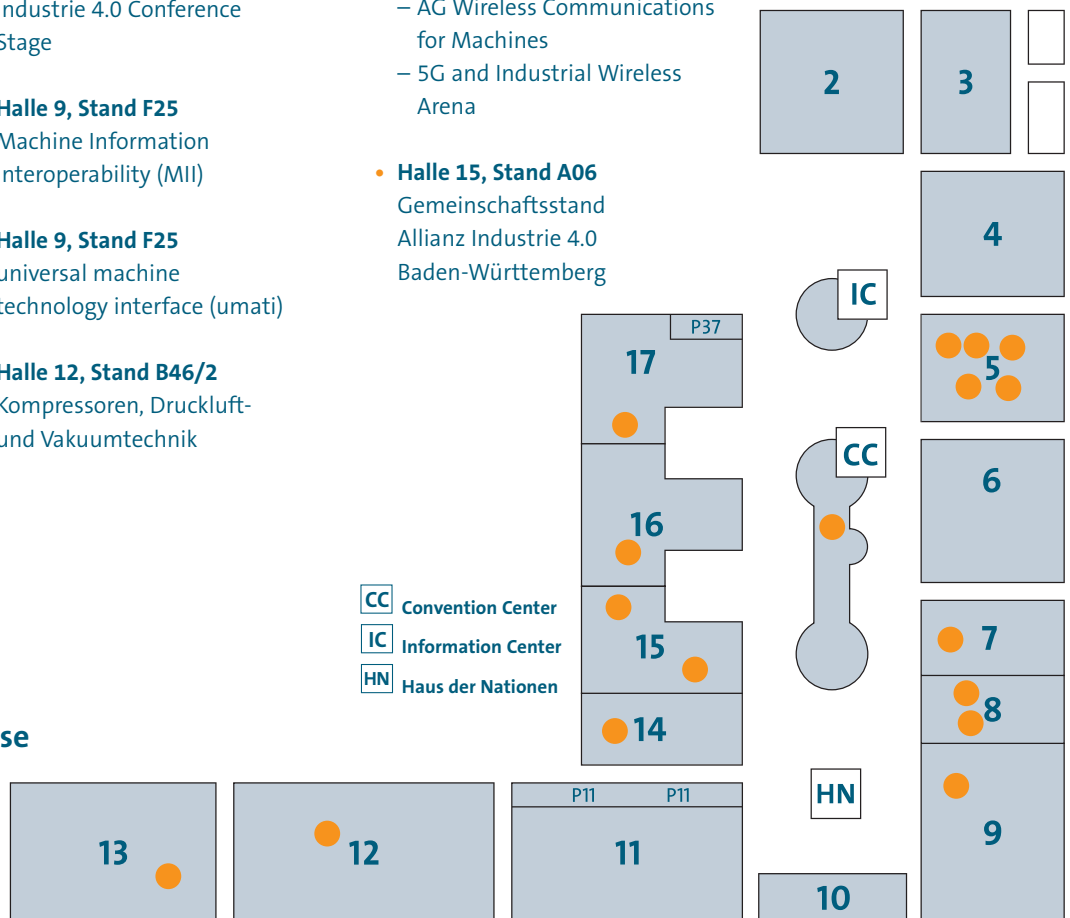 Industrie 4.0 Conference
Stage
Halle 9, Stand F25
Machine Information
Interoperability (MII)
Halle 9, Stand F25
universal machine
technology interface (umati)
Halle 12, Stand B46/2
Kompressoren, Druckluft-
und Vakuumtechnik
– AG Wireless Communications
for Machines
– 5G and Industrial Wireless
Arena
• Halle 15, Stand A06
Gemeinschaftsstand
Allianz Industrie 4.0
Baden-Württemberg
2
3
4
IC
P37
17
5
CC
6
16
CC Convention Center
IC Information Center
HN Haus der Nationen
15
7
8
14
se
HN
P11 P11
13
12
11
9
10